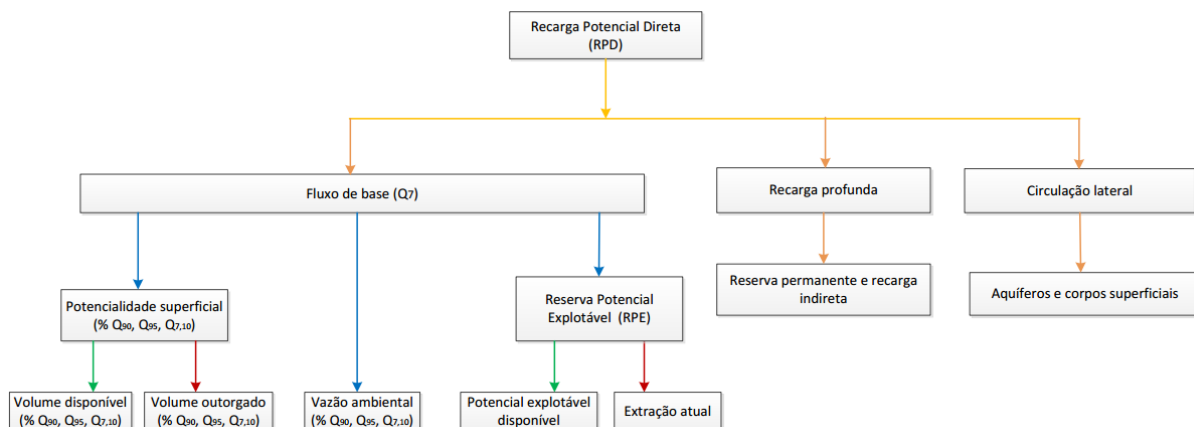 Recarga Potencial Direta
(RPD)
Fluxo de base (Q7)
Recarga profunda
Circulação lateral
Potencialidade superficial
(% Q90, Q95, Q7,10)
Reserva Potencial
Explotável (RPE)
Reserva permanente e recarga
indireta
Aquíferos e corpos superficiais
Volume disponível
(% Q90, Q95, Q7,10)
Volume outorgado
(% Q90, Q95, Q7,10)
Vazão ambiental
(% Q90, Q95, Q7,10)
Potencial explotável
disponível
Extração atual